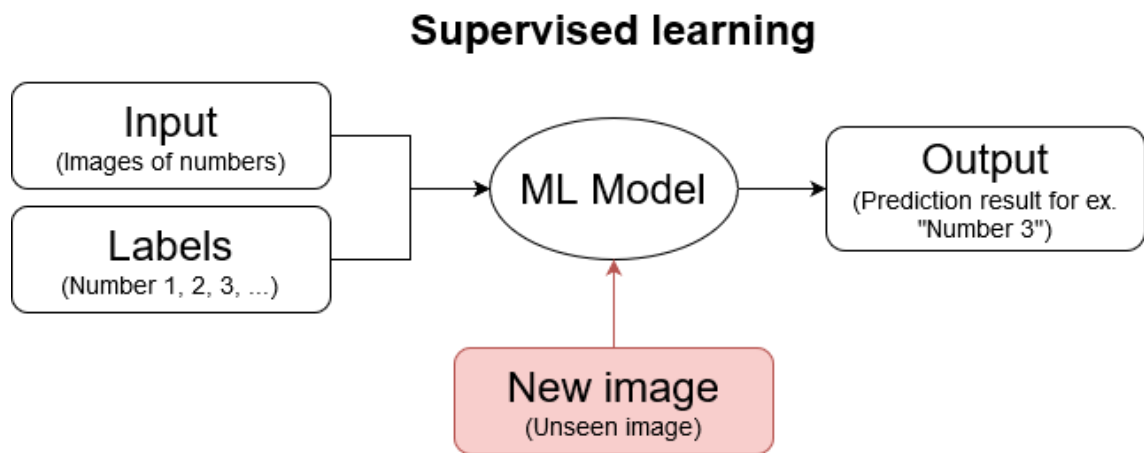 Supervised learning
Input
(Images of numbers)
Labels
(Number 1, 2, 3, ...)
ML Model
Output
(Prediction result for ex.
"Number 3")
New image
(Unseen image)